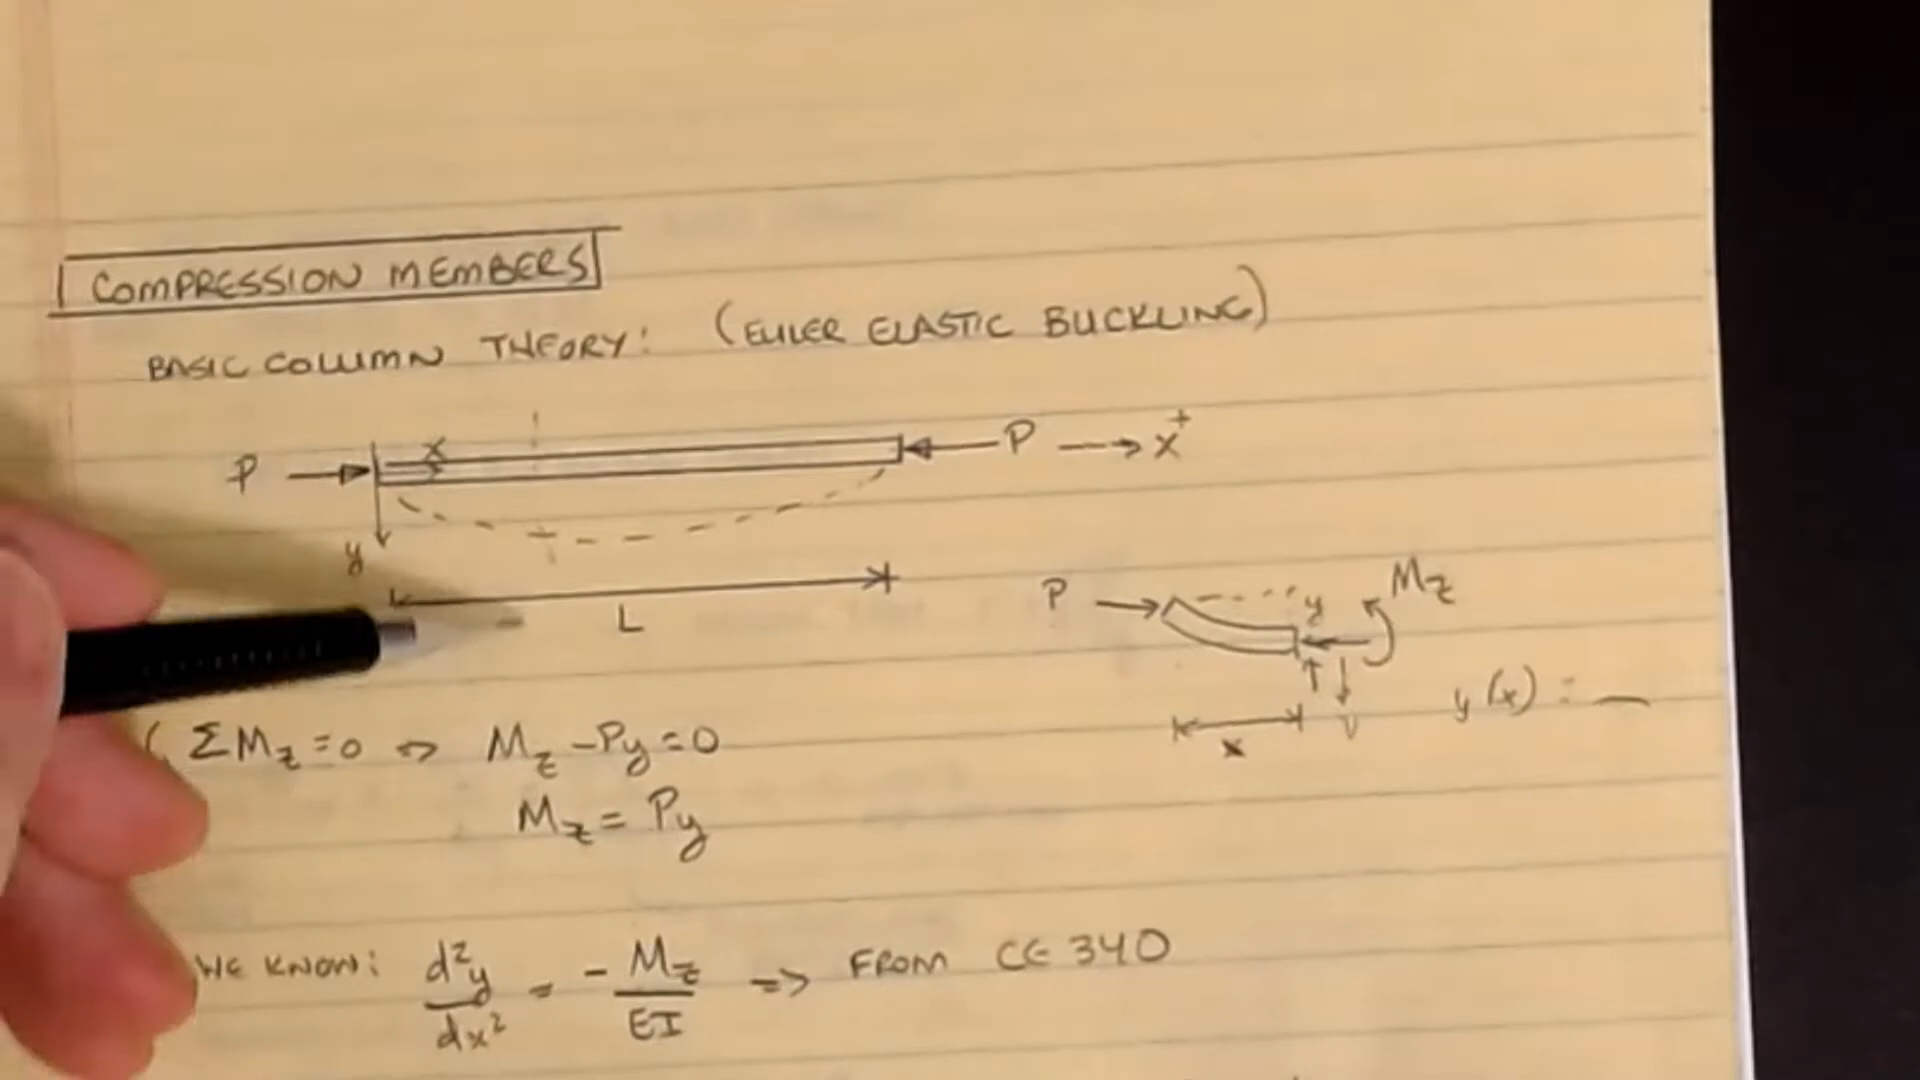 COMPRESSION MEMBERS
BASIC COLUMN THEORY: (EULER ELASTIC BUCKLING)
P x P x+
y
L
P y Mz
x V y(x) : _
ΣMz = 0 => Mz - Py = 0
Mz = Py
WE KNOW: d²y/dx² = - Mz/EI => FROM CE 340